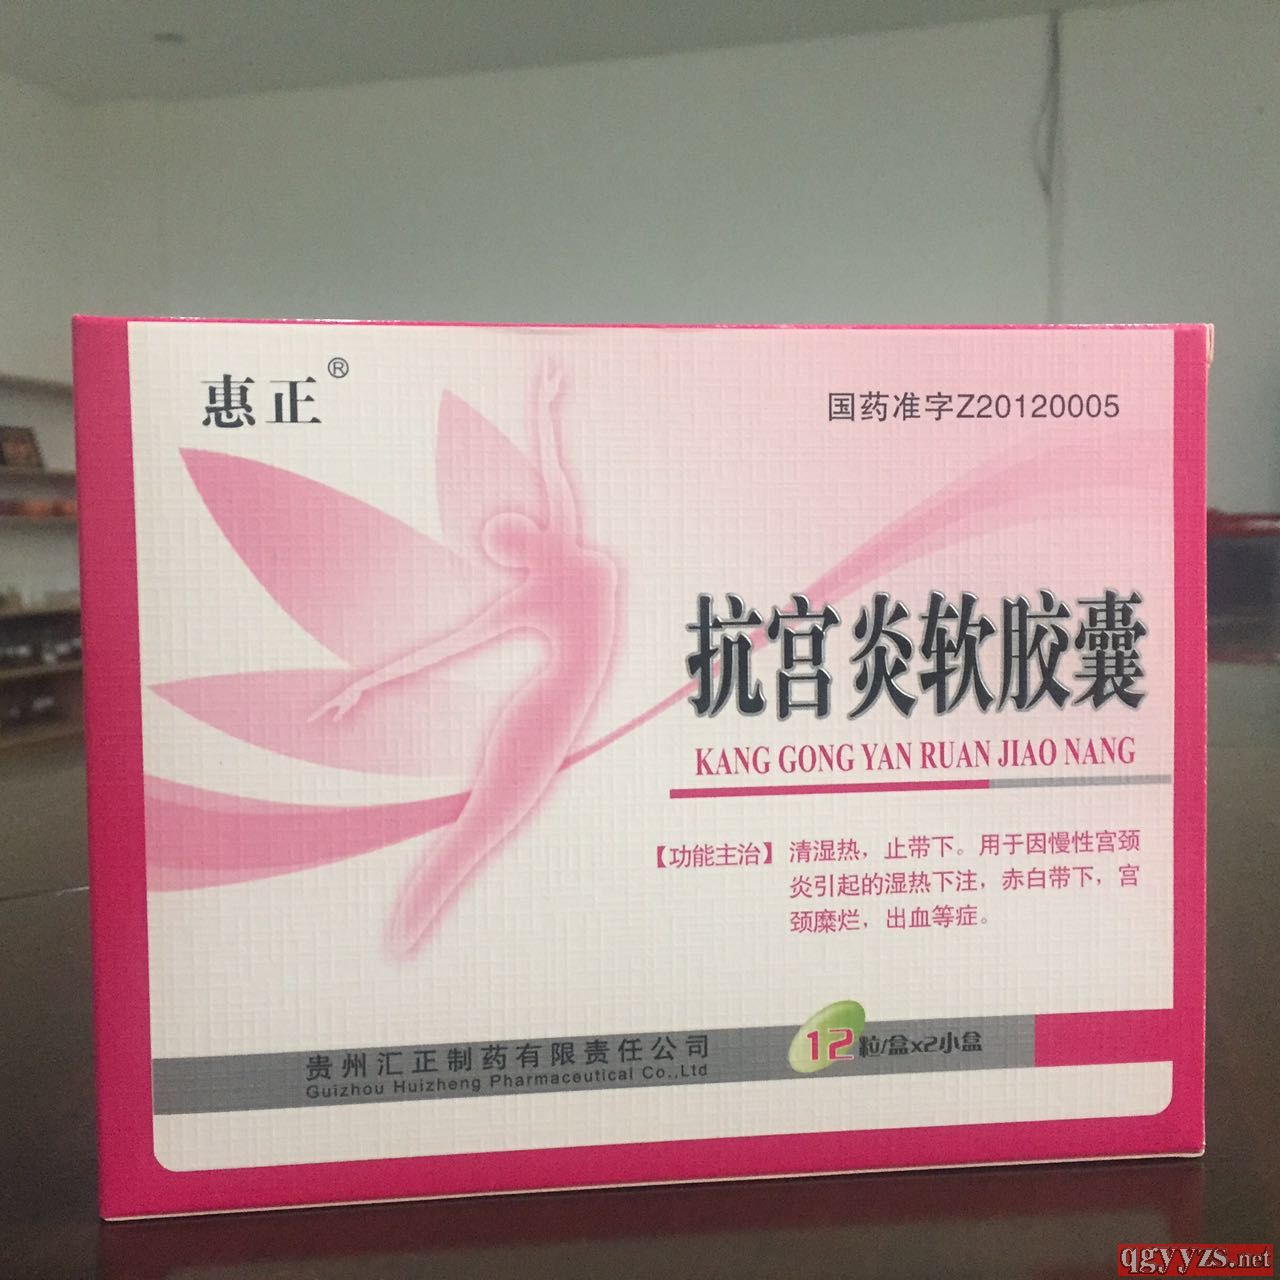 惠正®
国药准字Z20120005
抗宫炎软胶囊
KANG GONG YAN RUAN JIAO NANG
【功能主治】清湿热，止带下。用于因慢性宫颈
炎引起的湿热下注，赤白带下，宫
颈糜烂，出血等症。
贵州汇正制药有限责任公司
Guizhou Huizheng Pharmaceutical Co.,Ltd
12粒/盒x2小盒
qgyyzs.net